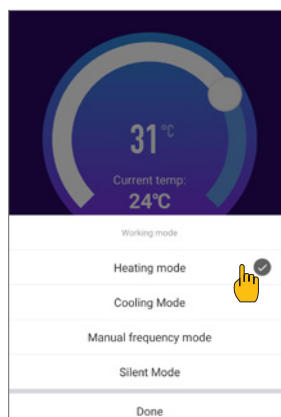 31°C
Current temp:
24°C
Working mode
Heating mode
Cooling Mode
Manual frequency mode
Silent Mode
Done